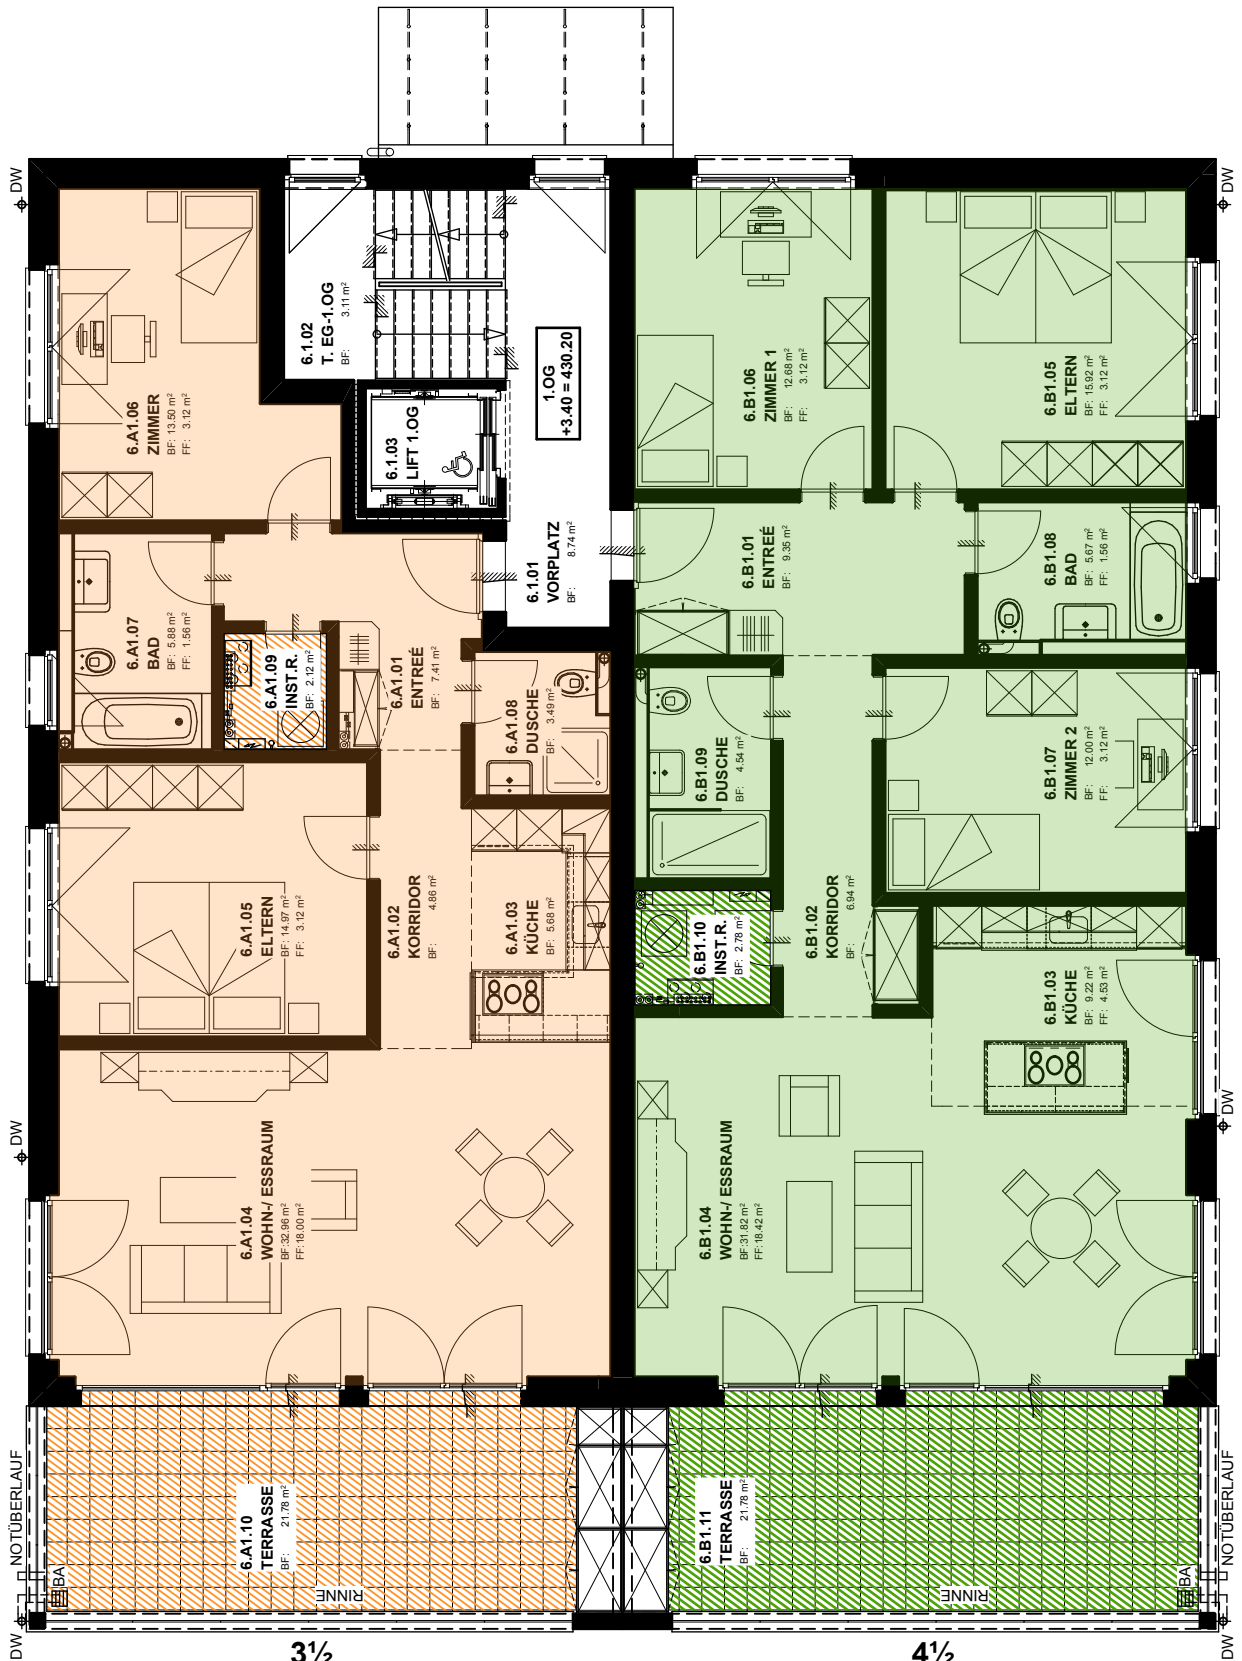 DW
DW
6.A1.06
ZIMMER
BF: 13.50 m²
FF: 3.12 m²
6.1.02
T. EG-1.OG
BF: 3.11 m²
6.1.03
LIFT 1.OG
1.OG
+3.40 = 430.20
6.B1.06
ZIMMER 1
BF: 12.68 m²
FF: 3.12 m²
6.B1.05
ELTERN
BF: 15.92 m²
FF: 3.12 m²
6.A1.07
BAD
BF: 5.88 m²
FF: 1.56 m²
6.A1.09
INST.R.
BF: 2.12 m²
6.A1.01
ENTREÉ
BF: 7.41 m²
6.1.01
VORPLATZ
BF: 8.74 m²
6.B1.01
ENTREÉ
BF: 9.35 m²
6.B1.08
BAD
BF: 5.67 m²
FF: 1.56 m²
6.A1.08
DUSCHE
BF: 3.49 m²
6.B1.09
DUSCHE
BF: 4.54 m²
6.B1.07
ZIMMER 2
BF: 12.00 m²
FF: 3.12 m²
6.A1.05
ELTERN
BF: 14.97 m²
FF: 3.12 m²
6.A1.02
KORRIDOR
BF: 4.86 m²
6.A1.03
KÜCHE
BF: 5.68 m²
6.B1.10
INST.R.
BF: 2.78 m²
6.B1.02
KORRIDOR
BF: 6.94 m²
6.B1.03
KÜCHE
BF: 9.22 m²
FF: 4.53 m²
DW
DW
6.A1.04
WOHN-/ ESSRAUM
BF: 32.96 m²
FF: 18.00 m²
6.B1.04
WOHN-/ ESSRAUM
BF: 31.82 m²
FF: 18.42 m²
NOTÜBERLAUF
BA
6.A1.10
TERRASSE
BF: 21.78 m²
RINNE
6.B1.11
TERRASSE
BF: 21.78 m²
RINNE
BA
NOTÜBERLAUF
DW
DW
3½
4½